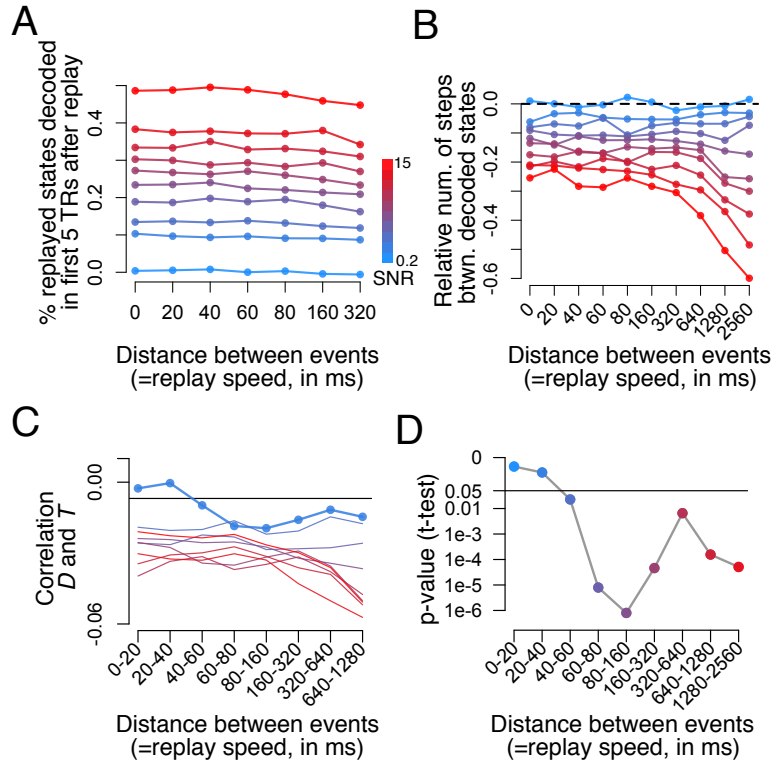 A
% replayed states decoded
in first 5 TRs after replay
0.4
0.2
0.0
15
0.2
SNR
0 20 40 60 80 160 320
Distance between events
(=replay speed, in ms)
B
Relative num. of steps
btwn. decoded states
0.0
-0.2
-0.4
-0.6
0 20 40 60 80 160 320 640 1280 2560
Distance between events
(=replay speed, in ms)
C
Correlation
D and T
0.00
-0.06
0-20 20-40 40-60 60-80 80-160 160-320 320-640 640-1280
Distance between events
(=replay speed, in ms)
D
p-value (t-test)
0
0.05
0.01
1e-3
1e-4
1e-5
1e-6
0-20 20-40 40-60 60-80 80-160 160-320 320-640 640-1280 1280-2560
Distance between events
(=replay speed, in ms)